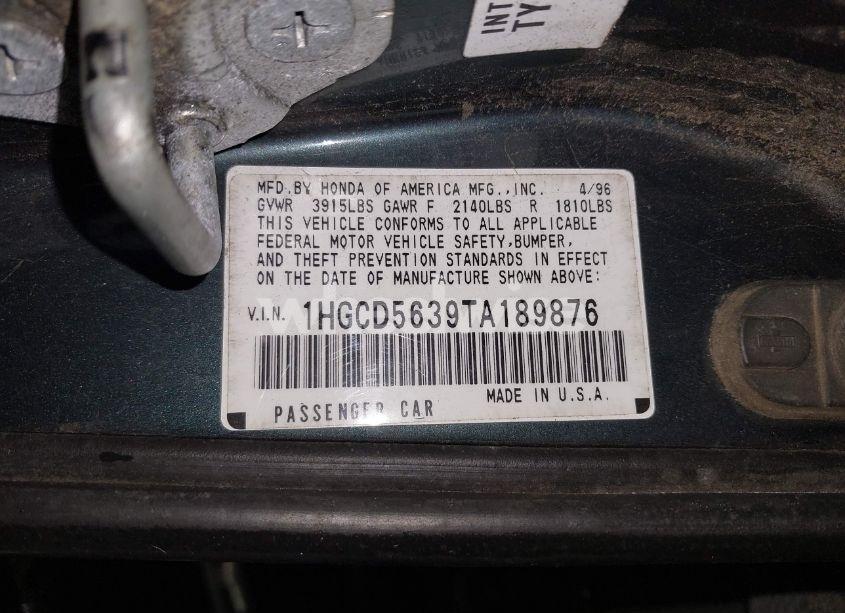 INT
TY
MFD.BY HONDA OF AMERICA MFG.,INC. 4/96
GVWR 3915LBS GAWR F 2140LBS R 1810LBS
THIS VEHICLE CONFORMS TO ALL APPLICABLE
FEDERAL MOTOR VEHICLE SAFETY,BUMPER,
AND THEFT PREVENTION STANDARDS IN EFFECT
ON THE DATE OF MANUFACTURE SHOWN ABOVE:
V.I.N. 1HGCD5639TA189876
MADE IN U.S.A.
PASSENGER CAR